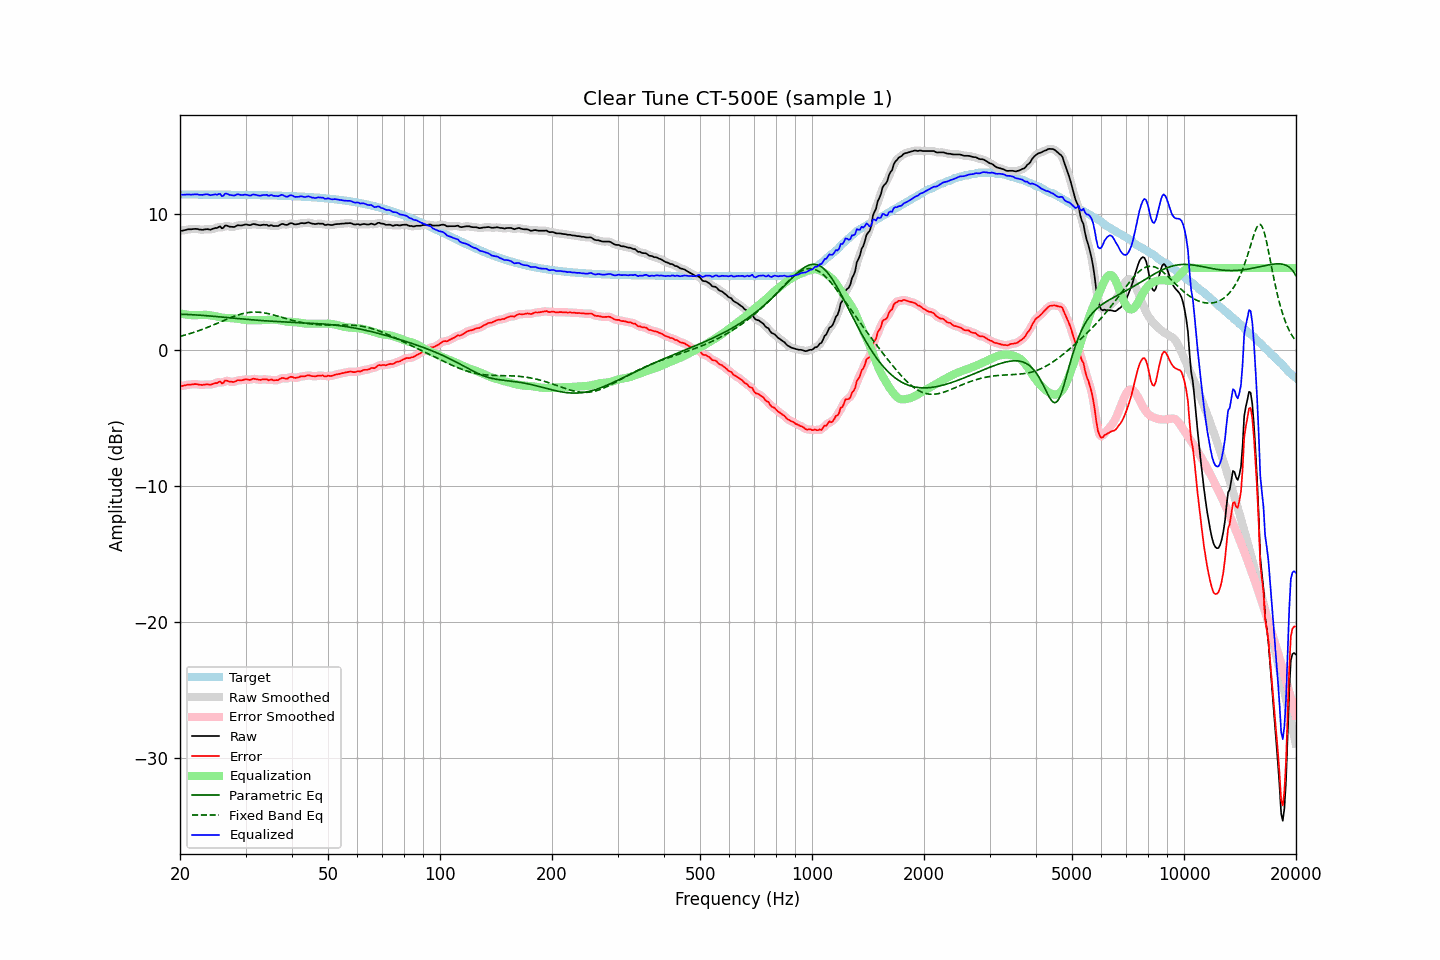 Clear Tune CT-500E (sample 1)
Amplitude (dBr)
10
0
−10
−20
−30
Target
Raw Smoothed
Error Smoothed
Raw
Error
Equalization
Parametric Eq
Fixed Band Eq
Equalized
20
50
100
200
500
1000
2000
5000
10000
20000
Frequency (Hz)